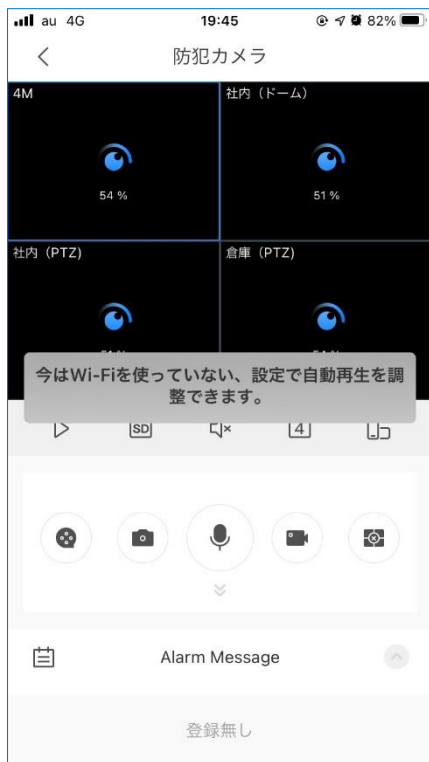 au 4G 19:45 82%
防犯カメラ
4M 社内（ドーム）
54 % 51 %
社内（PTZ) 倉庫（PTZ)
今はWi-Fiを使っていない、設定で自動再生を調
整できます。
SD 4
Alarm Message
登録無し